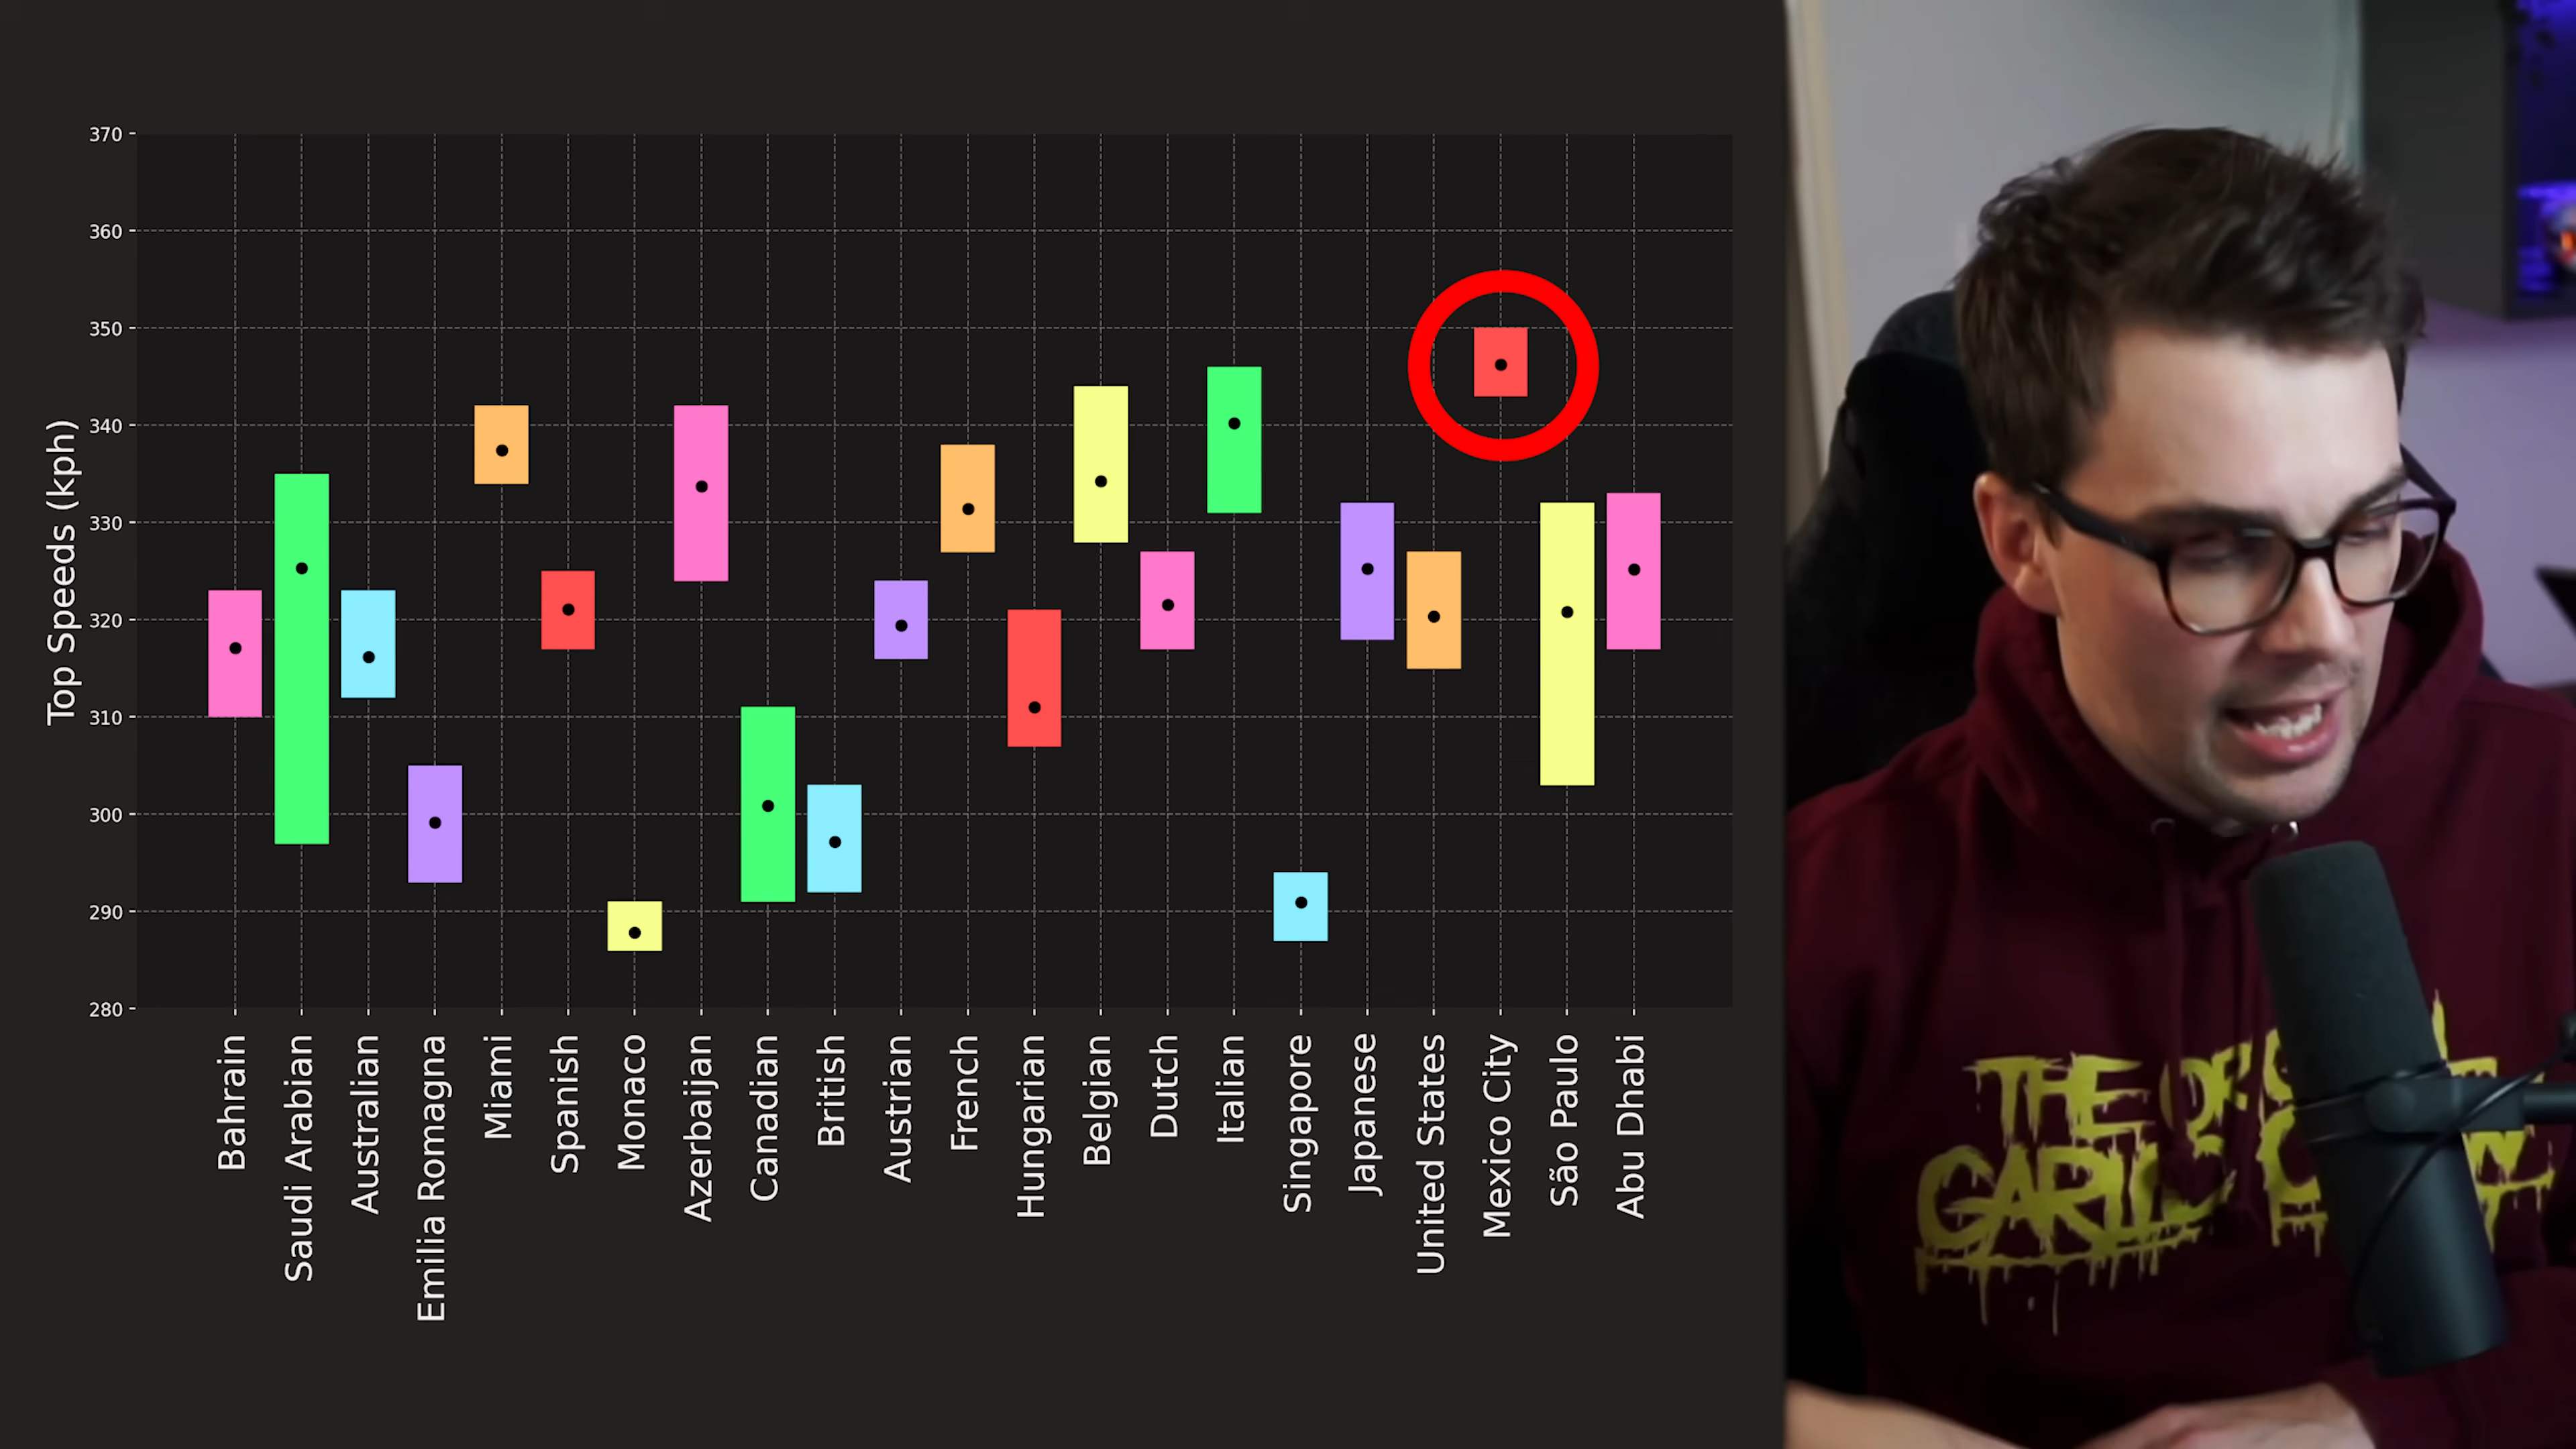 370
360
350
340
330
320
310
300
290
280
Top Speeds (kph)
Bahrain
Saudi Arabian
Australian
Emilia Romagna
Miami
Spanish
Monaco
Azerbaijan
Canadian
British
Austrian
French
Hungarian
Belgian
Dutch
Italian
Singapore
Japanese
United States
Mexico City
São Paulo
Abu Dhabi
THE